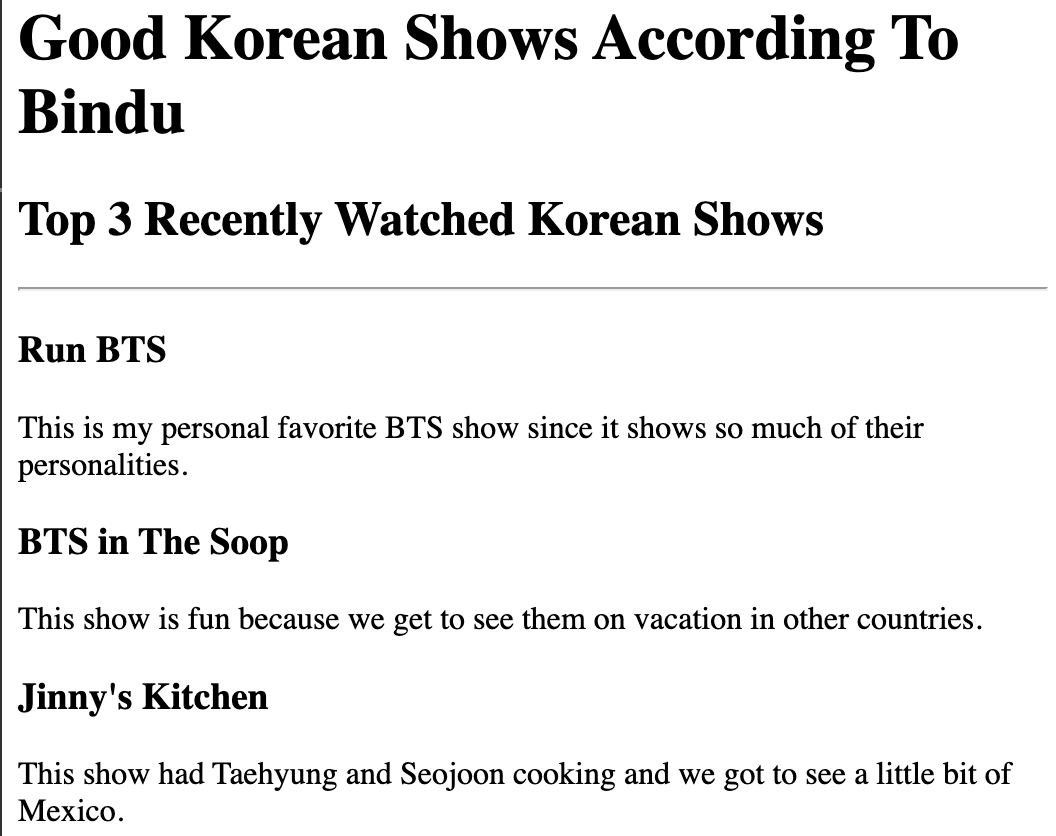 Good Korean Shows According To
Bindu
Top 3 Recently Watched Korean Shows
Run BTS
This is my personal favorite BTS show since it shows so much of their
personalities.
BTS in The Soop
This show is fun because we get to see them on vacation in other countries.
Jinny's Kitchen
This show had Taehyung and Seojoon cooking and we got to see a little bit of
Mexico.